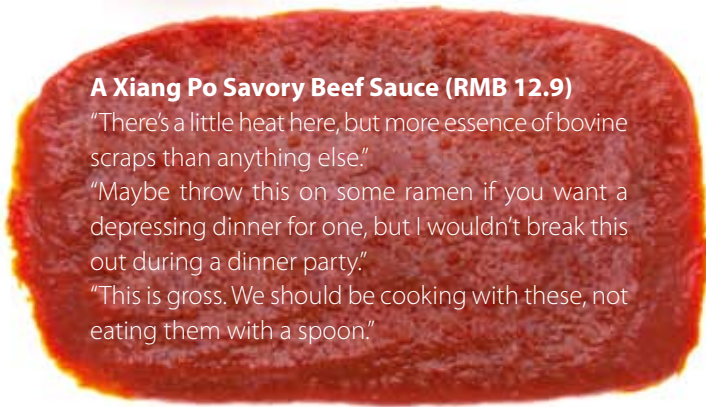 A Xiang Po Savory Beef Sauce (RMB 12.9)
“There’s a little heat here, but more essence of bovine
scraps than anything else.”
“Maybe throw this on some ramen if you want a
depressing dinner for one, but I wouldn’t break this
out during a dinner party.”
“This is gross. We should be cooking with these, not
eating them with a spoon.”